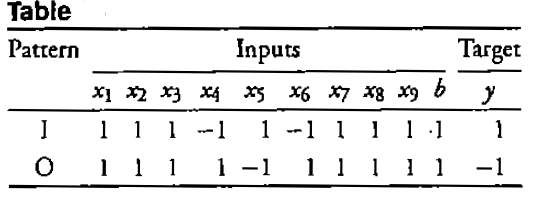 Table
Pattern Inputs Target
x1 x2 x3 x4 x5 x6 x7 x8 x9 b y
I 1 1 1 −1 1 −1 1 1 1 1 1
O 1 1 1 1 −1 1 1 1 1 1 −1